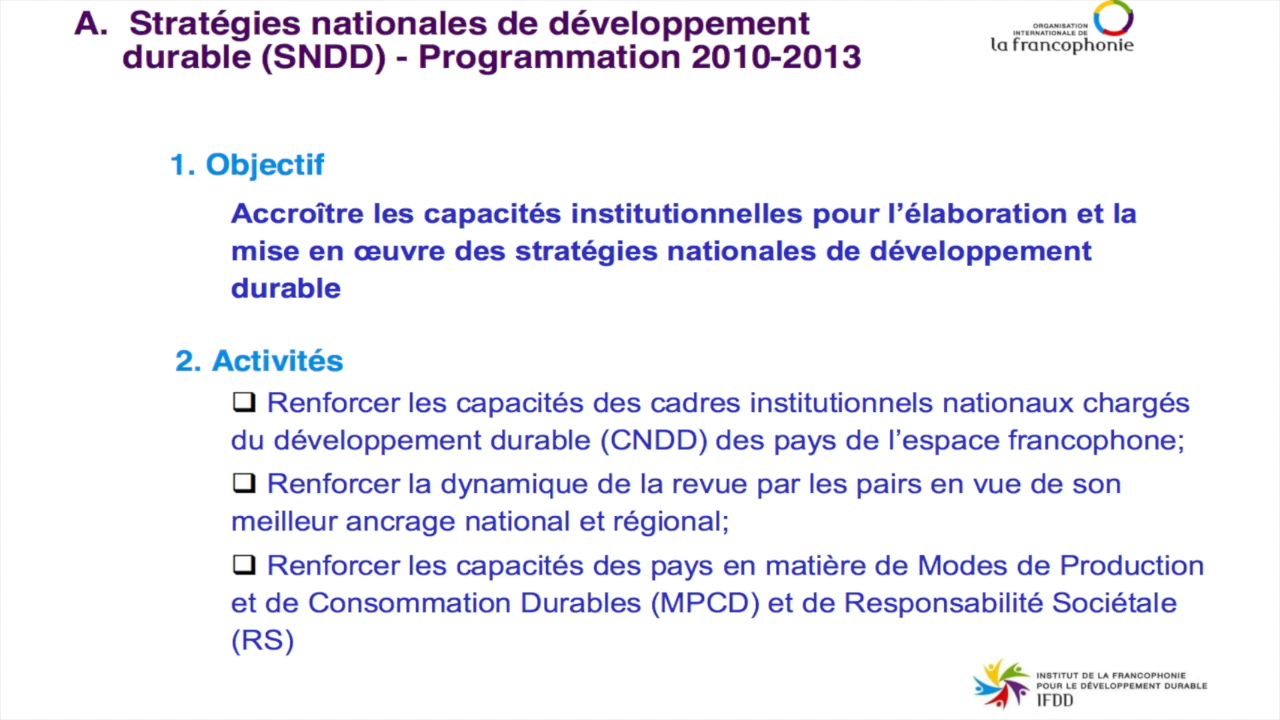 A. Stratégies nationales de développement
durable (SNDD) - Programmation 2010-2013
ORGANISATION
INTERNATIONALE DE
la francophonie
1. Objectif
Accroître les capacités institutionnelles pour l’élaboration et la
mise en œuvre des stratégies nationales de développement
durable
2. Activités
❑ Renforcer les capacités des cadres institutionnels nationaux chargés
du développement durable (CNDD) des pays de l’espace francophone;
❑ Renforcer la dynamique de la revue par les pairs en vue de son
meilleur ancrage national et régional;
❑ Renforcer les capacités des pays en matière de Modes de Production
et de Consommation Durables (MPCD) et de Responsabilité Sociétale
(RS)
INSTITUT DE LA FRANCOPHONIE
POUR LE DÉVELOPPEMENT DURABLE
IFDD